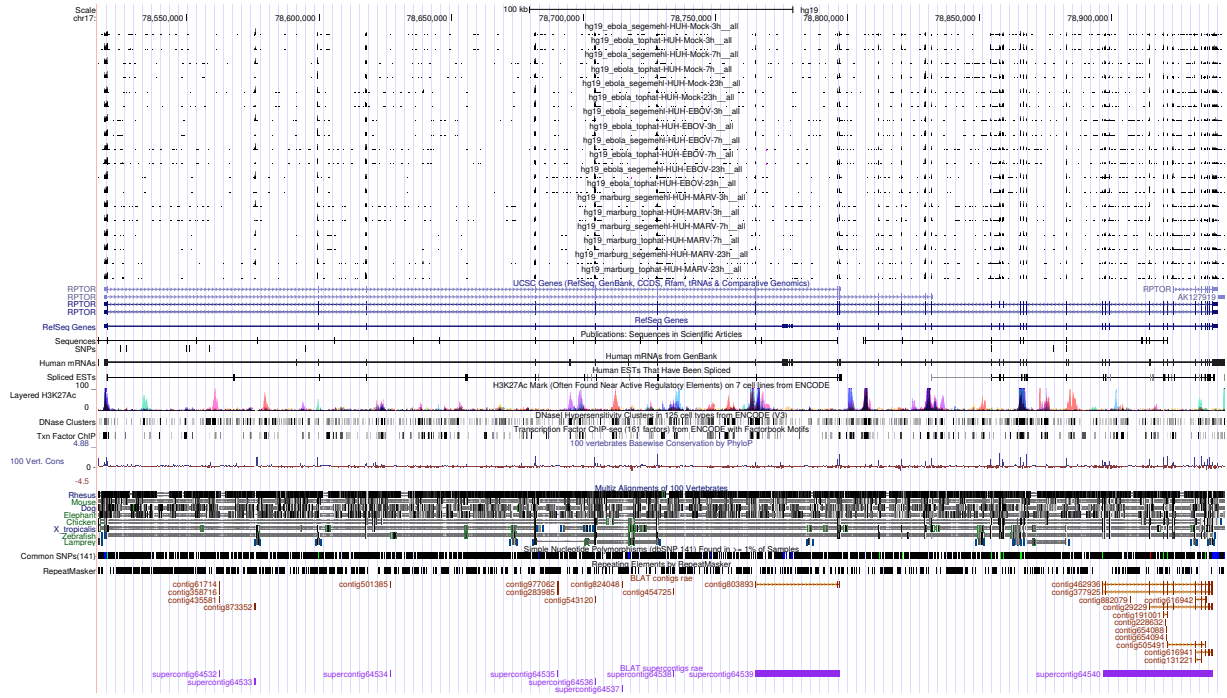 Scale 100 kb hg19
chr17: 78,550,000 78,600,000 78,650,000 78,700,000 78,750,000 78,800,000 78,850,000 78,900,000
hg19_ebola_segemehl-HUH-Mock-3h__all
hg19_ebola_tophat-HUH-Mock-3h__all
hg19_ebola_segemehl-HUH-Mock-7h__all
hg19_ebola_tophat-HUH-Mock-7h__all
hg19_ebola_segemehl-HUH-Mock-23h__all
hg19_ebola_tophat-HUH-Mock-23h__all
hg19_ebola_segemehl-HUH-EBOV-3h__all
hg19_ebola_tophat-HUH-EBOV-3h__all
hg19_ebola_segemehl-HUH-EBOV-7h__all
hg19_ebola_tophat-HUH-EBOV-7h__all
hg19_ebola_segemehl-HUH-EBOV-23h__all
hg19_ebola_tophat-HUH-EBOV-23h__all
hg19_marburg_segemehl-HUH-MARV-3h__all
hg19_marburg_tophat-HUH-MARV-3h__all
hg19_marburg_segemehl-HUH-MARV-7h__all
hg19_marburg_tophat-HUH-MARV-7h__all
hg19_marburg_segemehl-HUH-MARV-23h__all
hg19_marburg_tophat-HUH-MARV-23h__all
UCSC Genes (RefSeq, GenBank, CCDS, Rfam, tRNAs & Comparative Genomics)
RPTOR RPTOR
RPTOR AK127919
RPTOR
RPTOR
RefSeq Genes
RefSeq Genes
Publications: Sequences in Scientific Articles
Sequences
SNPs
Human mRNAs from GenBank
Human mRNAs
Human ESTs That Have Been Spliced
Spliced ESTs
H3K27Ac Mark (Often Found Near Active Regulatory Elements) on 7 cell lines from ENCODE
100
Layered H3K27Ac
0
DNaseI Hypersensitivity Clusters in 125 cell types from ENCODE (V3)
DNase Clusters
Transcription Factor ChIP-seq (161 factors) from ENCODE with Factorbook Motifs
Txn Factor ChIP
100 vertebrates Basewise Conservation by PhyloP
4.88
100 Vert. Cons
0
-4.5
Multiz Alignments of 100 Vertebrates
Rhesus
Mouse
Dog
Elephant
Chicken
X_tropicalis
Zebrafish
Lamprey
Simple Nucleotide Polymorphisms (dbSNP 141) Found in >= 1% of Samples
Common SNPs(141)
Repeating Elements by RepeatMasker
RepeatMasker
BLAT contigs rae
contig61714 contig501385 contig977062 contig824048 contig803893 contig462936
contig358716 contig283985 contig454725 contig377925
contig435581 contig543120 contig882079 contig616942
contig873352 contig29229
contig191001
contig228632
contig654088
contig654094
contig505491
contig616941
contig131221
BLAT supercontigs rae
supercontig64532 supercontig64534 supercontig64535 supercontig64538 supercontig64539 supercontig64540
supercontig64533 supercontig64536
supercontig64537